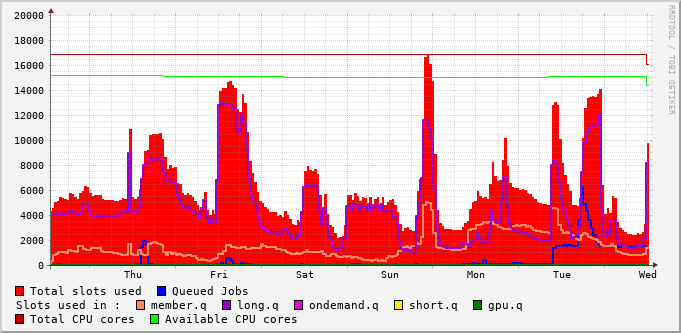 20000
18000
16000
14000
12000
10000
8000
6000
4000
2000
0
Thu Fri Sat Sun Mon Tue Wed
RRDTOOL / TOBI OETIKER
Total slots used Queued Jobs
Slots used in : member.q long.q ondemand.q short.q gpu.q
Total CPU cores Available CPU cores